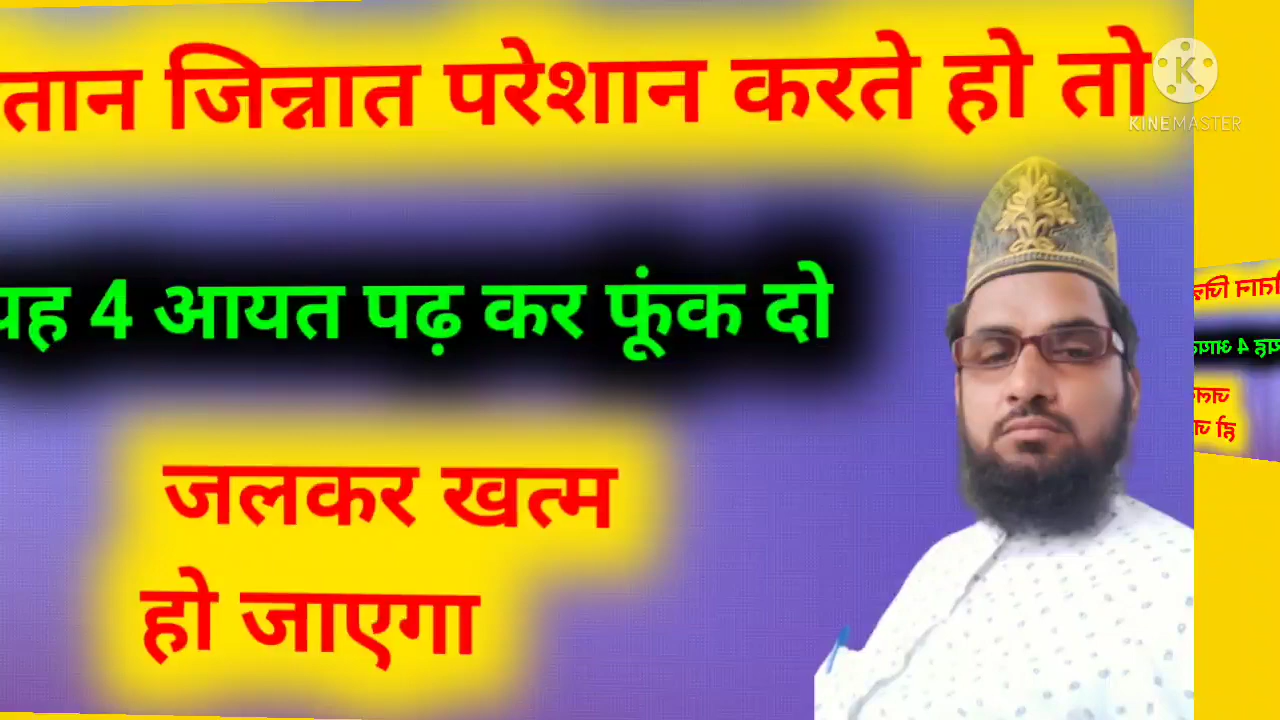 तान जिन्नात परेशान करते हो तो
KINEMASTER
यह 4 आयत पढ़ कर फूंक दो
जलकर खत्म
हो जाएगा